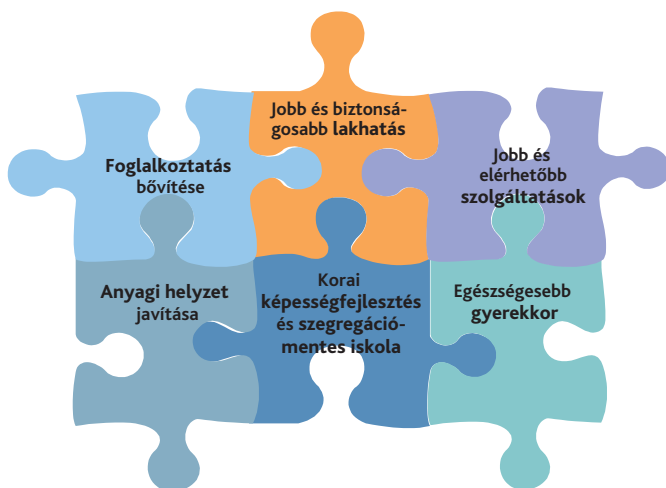 Jobb és biztonsá-
gosabb lakhatás
Foglalkoztatás
bővítése
Jobb és
elérhetőbb
szolgáltatások
Anyagi helyzet
javítása
Korai
képességfejlesztés
és szegregáció-
mentes iskola
Egészségesebb
gyerekkor